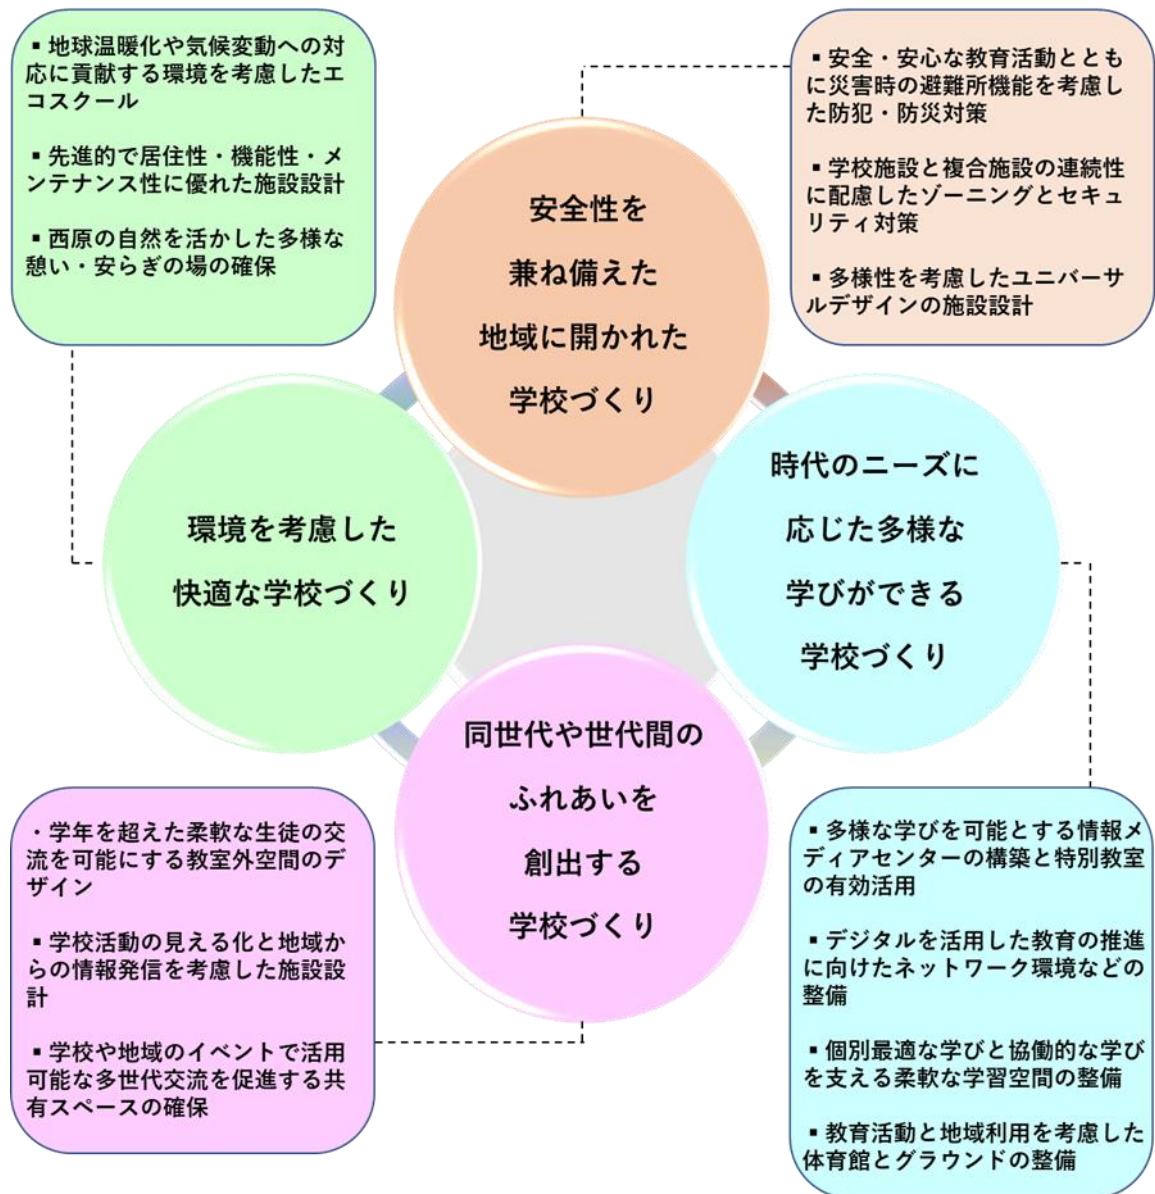 ▪地球温暖化や気候変動への対
応に貢献する環境を考慮したエ
コスクール
▪先進的で居住性・機能性・メ
ンテナンス性に優れた施設設計
▪西原の自然を活かした多様な
憩い・安らぎの場の確保
▪安全・安心な教育活動ととも
に災害時の避難所機能を考慮し
た防犯・防災対策
▪学校施設と複合施設の連続性
に配慮したゾーニングとセキュ
リティ対策
▪多様性を考慮したユニバーサ
ルデザインの施設設計
安全性を
兼ね備えた
地域に開かれた
学校づくり
環境を考慮した
快適な学校づくり
時代のニーズに
応じた多様な
学びができる
学校づくり
同世代や世代間の
ふれあいを
創出する
学校づくり
・学年を超えた柔軟な生徒の交
流を可能にする教室外空間のデ
ザイン
▪学校活動の見える化と地域か
らの情報発信を考慮した施設設
計
▪学校や地域のイベントで活用
可能な多世代交流を促進する共
有スペースの確保
▪多様な学びを可能とする情報メ
ディアセンターの構築と特別教室
の有効活用
▪デジタルを活用した教育の推進
に向けたネットワーク環境などの
整備
▪個別最適な学びと協働的な学び
を支える柔軟な学習空間の整備
▪教育活動と地域利用を考慮した
体育館とグラウンドの整備